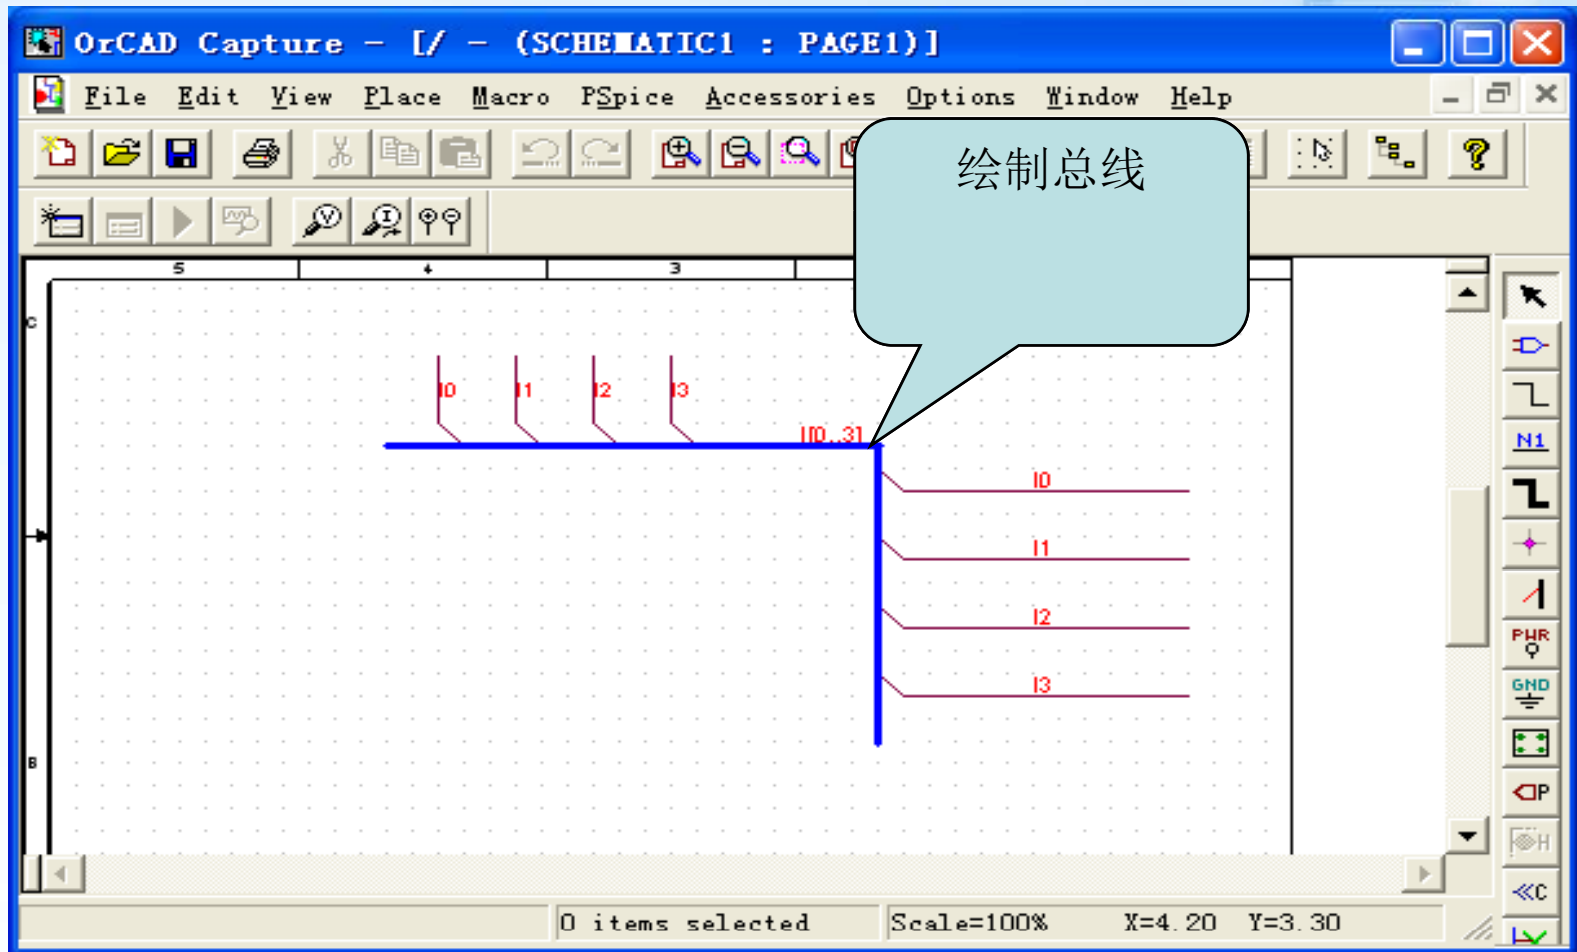 OrCAD Capture - [/ - (SCHEMATIC1 : PAGE1)]
File Edit View Place Macro PSpice Accessories Options Window Help
绘制总线
V I
5 4 3
C
I0 I1 I2 I3
I[0..3]
I0
I1
I2
I3
B
N1
PWR
GND
P
H
C
0 items selected Scale=100% X=4.20 Y=3.30